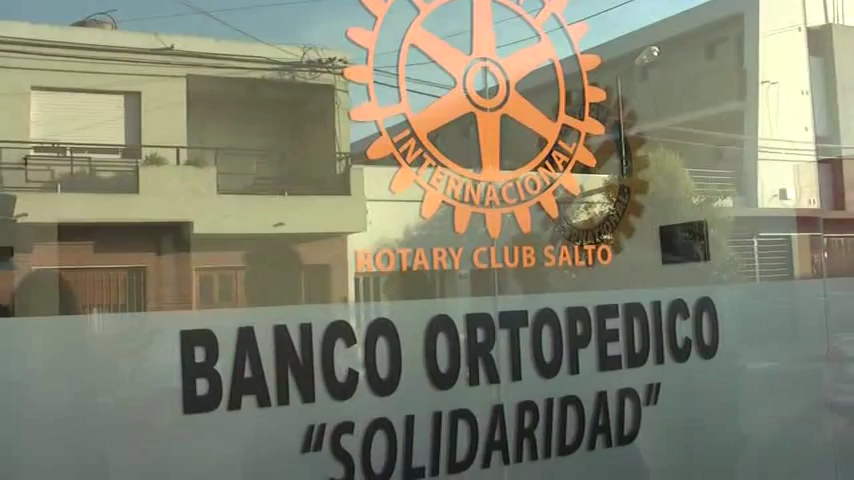 INTERNACIONAL
ROTARY CLUB SALTO
BANCO ORTOPEDICO
“SOLIDARIDAD”